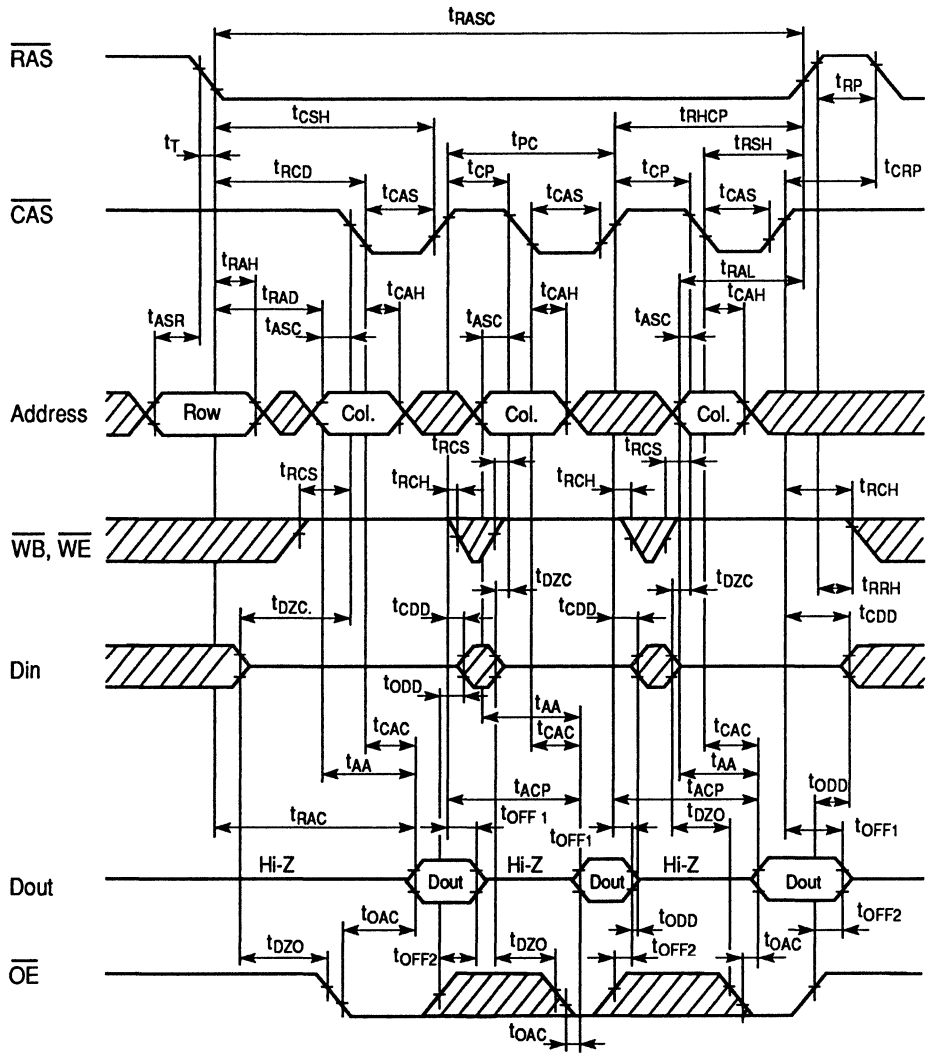 tRASC
RAS
tRP
tCSH
tRHCP
tT
tPC
tRSH
tRCD
tCP
tCP
tCRP
tCAS
tCAS
tCAS
CAS
tRAH
tRAL
tRAD
tCAH
tCAH
tCAH
tASR
tASC
tASC
tASC
Address
Row
Col.
Col.
Col.
tRCS
tRCS
tRCS
tRCH
tRCH
tRCH
WB, WE
tDZC
tDZC
tRRH
tDZC.
tCDD
tCDD
tCDD
Din
tODD
tAA
tCAC
tCAC
tCAC
tAA
tAA
tACP
tACP
tODD
tRAC
tOFF1
tOFF1
tDZO
tOFF1
Hi-Z
Hi-Z
Hi-Z
Dout
Dout
Dout
Dout
tOAC
tODD
tOFF2
tDZO
tOFF2
tDZO
tOFF2
tOAC
OE
tOAC